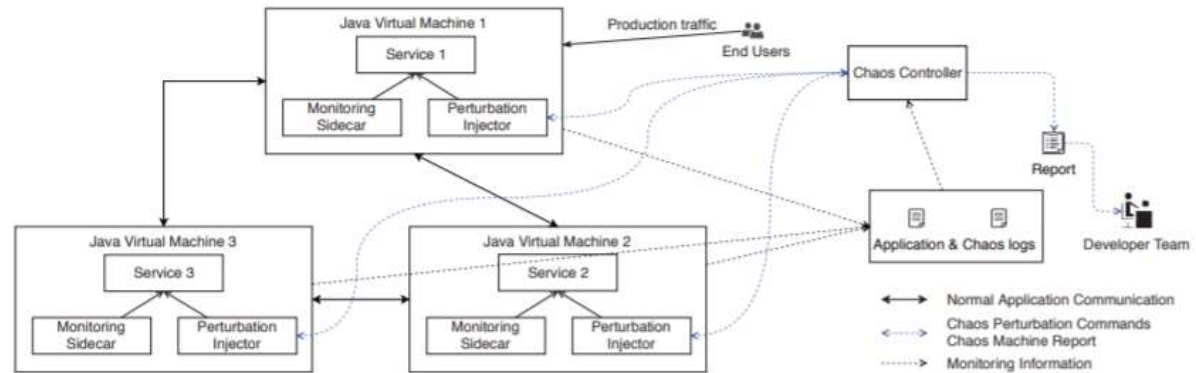 Java Virtual Machine 1
Service 1
Monitoring
Sidecar
Perturbation
Injector
Production traffic
End Users
Chaos Controller
Report
Developer Team
Application & Chaos logs
Java Virtual Machine 3
Service 3
Monitoring
Sidecar
Perturbation
Injector
Java Virtual Machine 2
Service 2
Monitoring
Sidecar
Perturbation
Injector
Normal Application Communication
Chaos Perturbation Commands
Chaos Machine Report
Monitoring Information